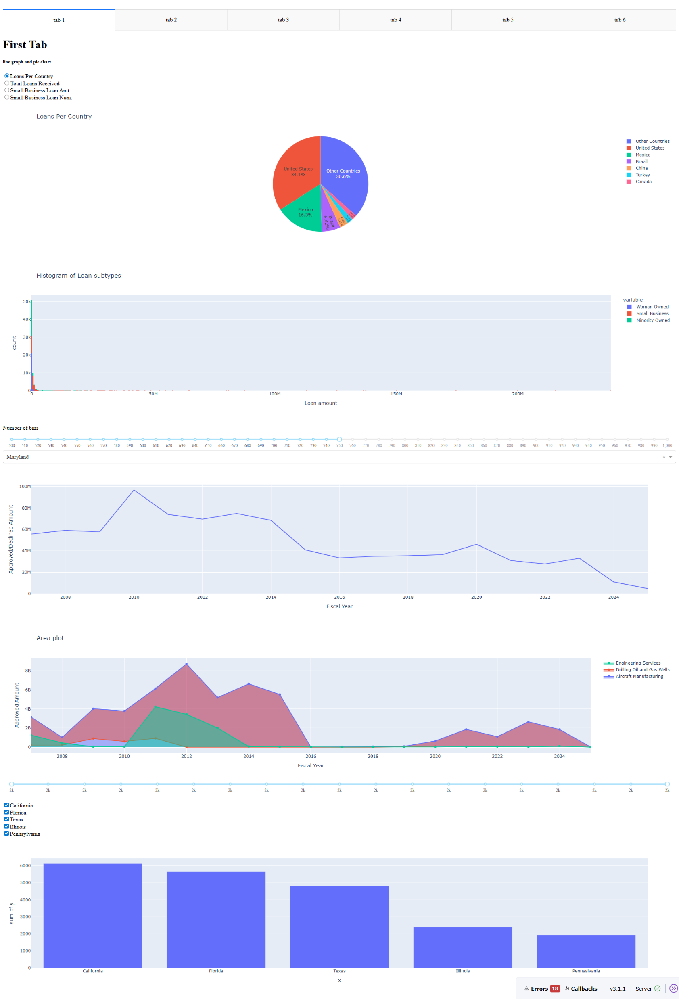 tab 1
tab 2
tab 3
tab 4
tab 5
tab 6
First Tab
line graph and pie chart
Loans Per Country
Total Loans Received
Small Business Loan Amt.
Small Business Loan Num.
Loans Per Country
United States
34.1%
Other Countries
36.6%
Mexico
16.3%
Brazil
6.42%
China
2.85%
Other Countries
United States
Mexico
Brazil
China
Turkey
Canada
Histogram of Loan subtypes
50k
40k
30k
20k
10k
0
count
0
50M
100M
150M
200M
Loan amount
variable
Woman Owned
Small Business
Minority Owned
Number of bins
500 510 520 530 540 550 560 570 580 590 600 610 620 630 640 650 660 670 680 690 700 710 720 730 740 750 760 770 780 790 800 810 820 830 840 850 860 870 880 890 900 910 920 930 940 950 960 970 980 990 1,000
Maryland
×
100M
80M
60M
40M
20M
0
Approved/Declined Amount
2008 2010 2012 2014 2016 2018 2020 2022 2024
Fiscal Year
Area plot
8B
6B
4B
2B
0
Approved Amount
2008 2010 2012 2014 2016 2018 2020 2022 2024
Fiscal Year
Engineering Services
Drilling Oil and Gas Wells
Aircraft Manufacturing
2k 2k 2k 2k 2k 2k 2k 2k 2k 2k 2k 2k 2k 2k 2k 2k 2k 2k 2k
California
Florida
Texas
Illinois
Pennsylvania
6000
5000
4000
3000
2000
1000
0
sum of y
California
Florida
Texas
Illinois
Pennsylvania
x
Errors 18 Callbacks v3.1.1 Server